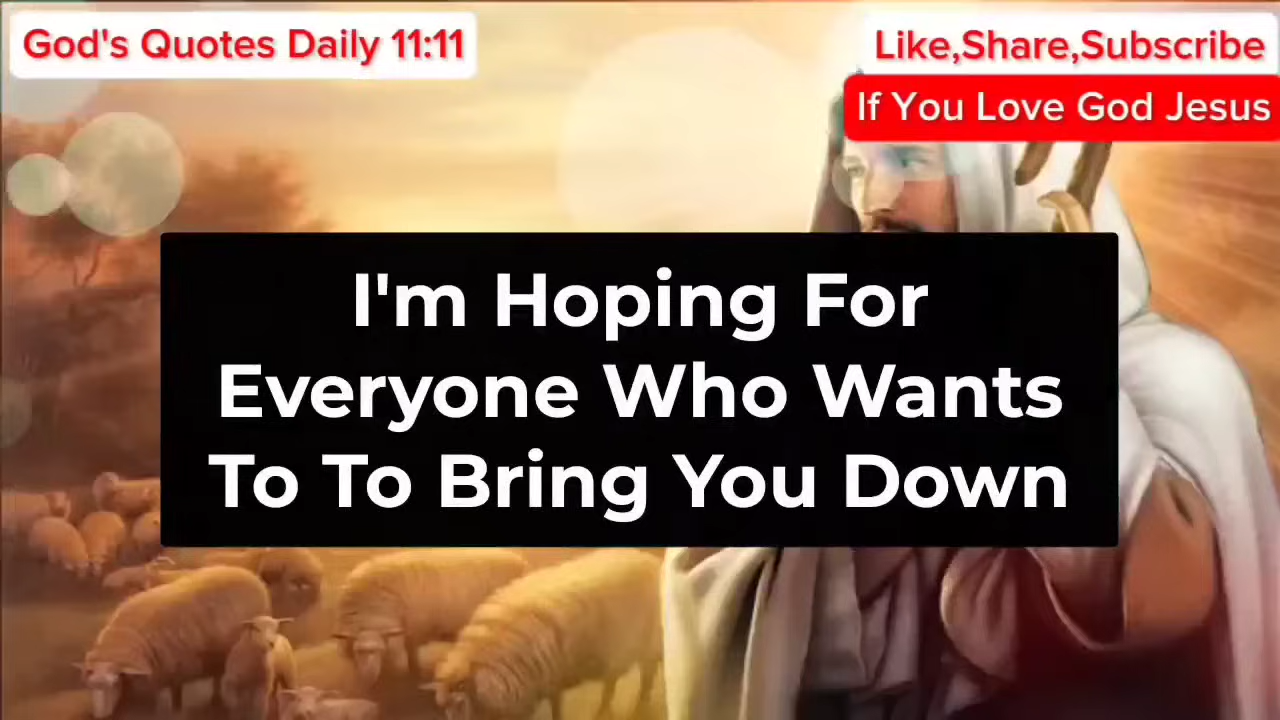 God's Quotes Daily 11:11
Like,Share,Subscribe
If You Love God Jesus
I'm Hoping For
Everyone Who Wants
To To Bring You Down